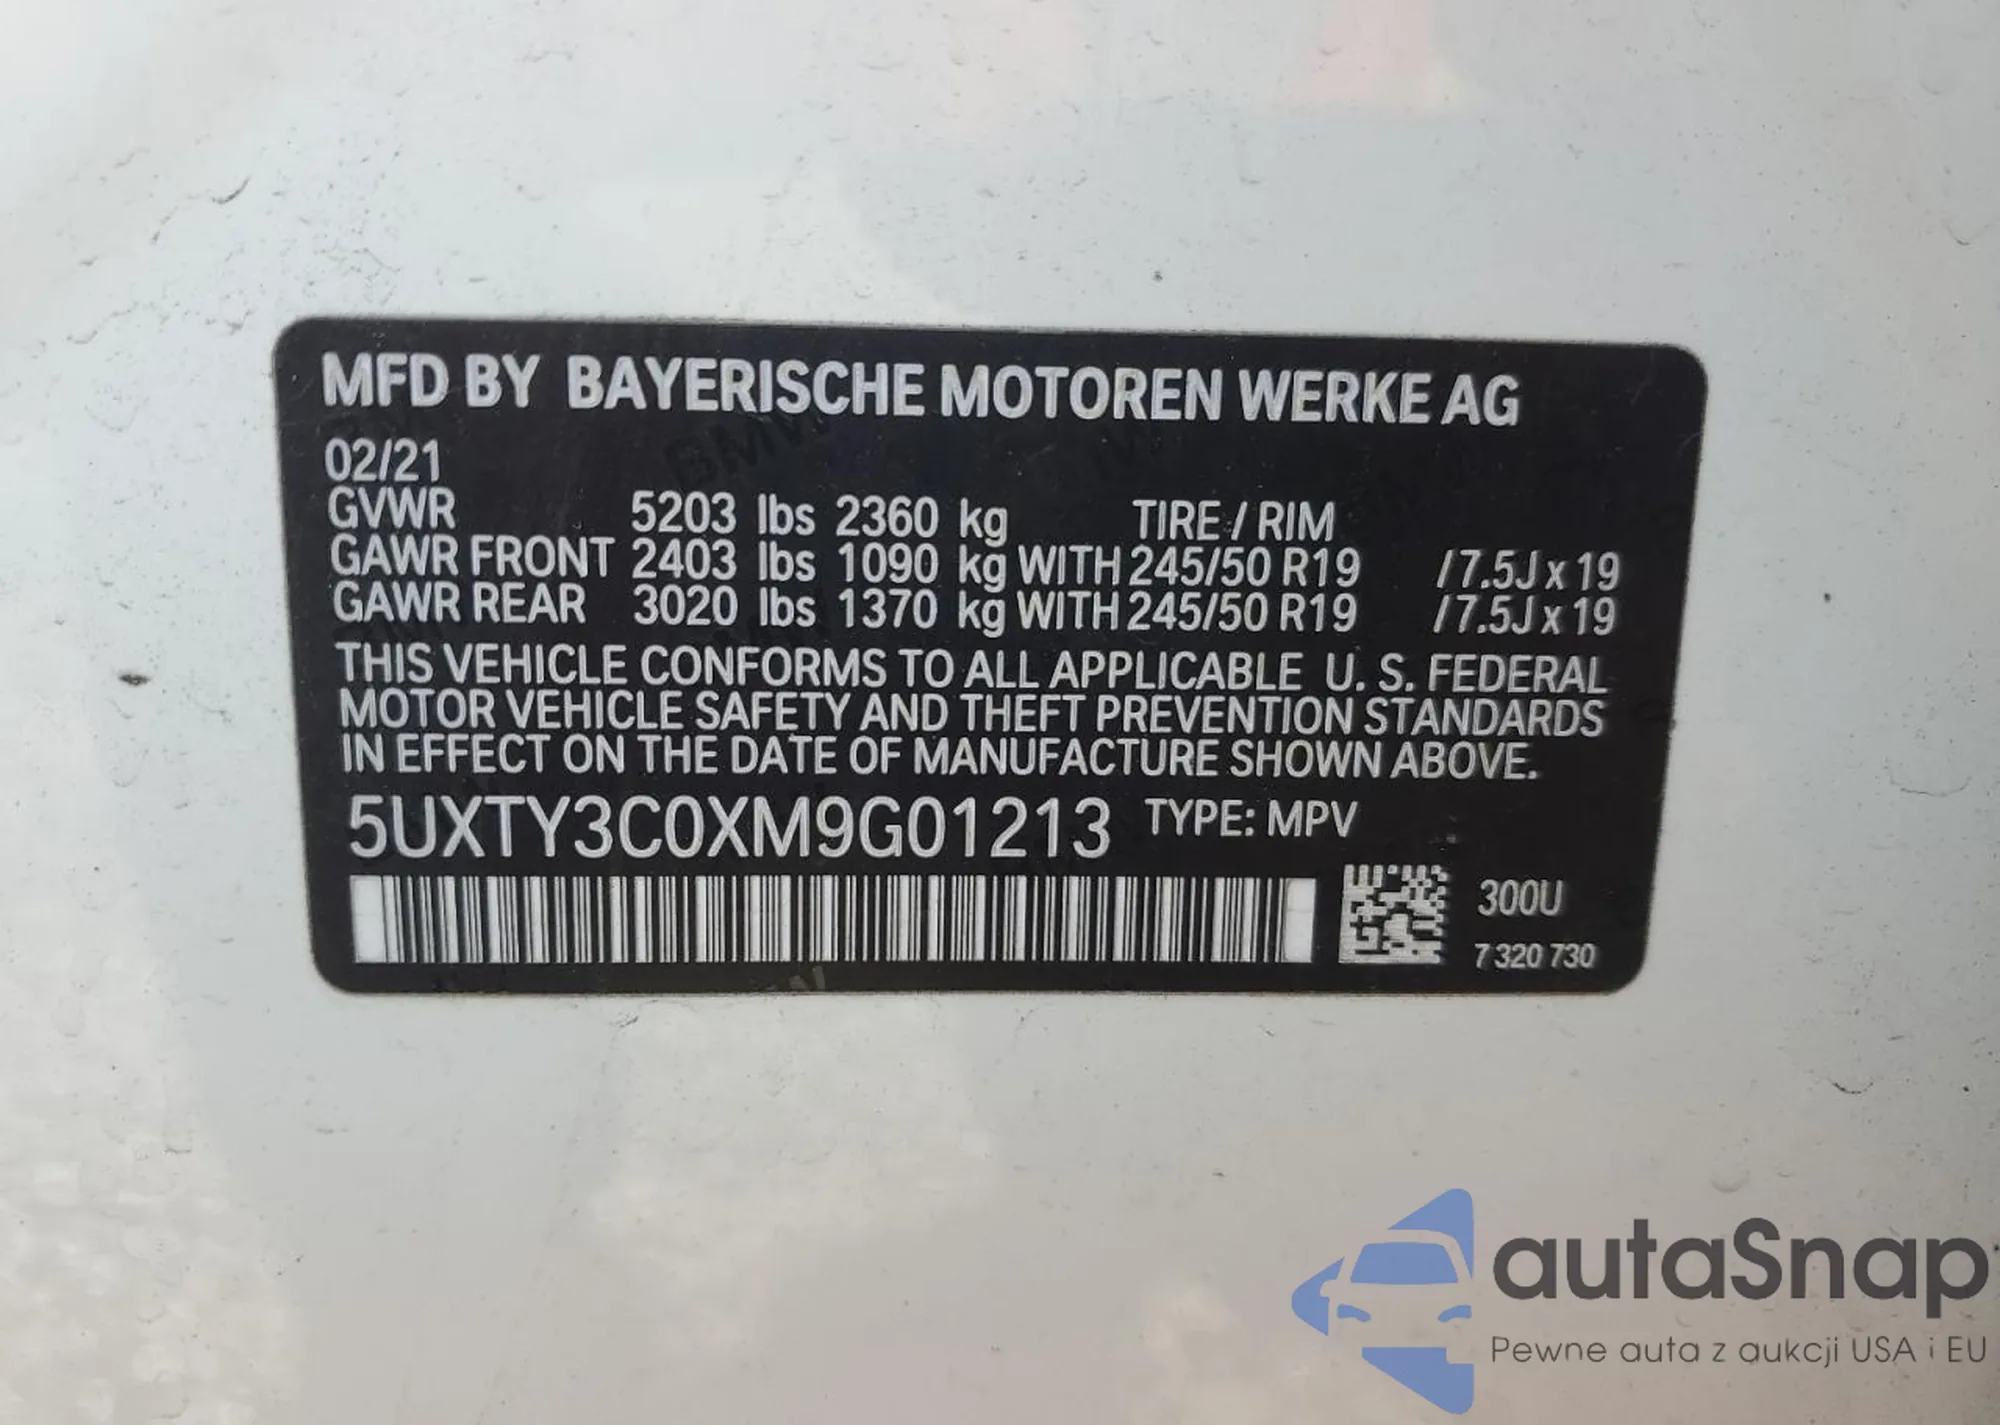 MFD BY BAYERISCHE MOTOREN WERKE AG
02/21
GVWR 5203 lbs 2360 kg TIRE / RIM
GAWR FRONT 2403 lbs 1090 kg WITH 245/50 R19 / 7.5J x 19
GAWR REAR 3020 lbs 1370 kg WITH 245/50 R19 / 7.5J x 19
THIS VEHICLE CONFORMS TO ALL APPLICABLE U. S. FEDERAL
MOTOR VEHICLE SAFETY AND THEFT PREVENTION STANDARDS
IN EFFECT ON THE DATE OF MANUFACTURE SHOWN ABOVE.
5UXTY3C0XM9G01213 TYPE: MPV
300U
7 320 730
autaSnap
Pewne auta z aukcji USA i EU